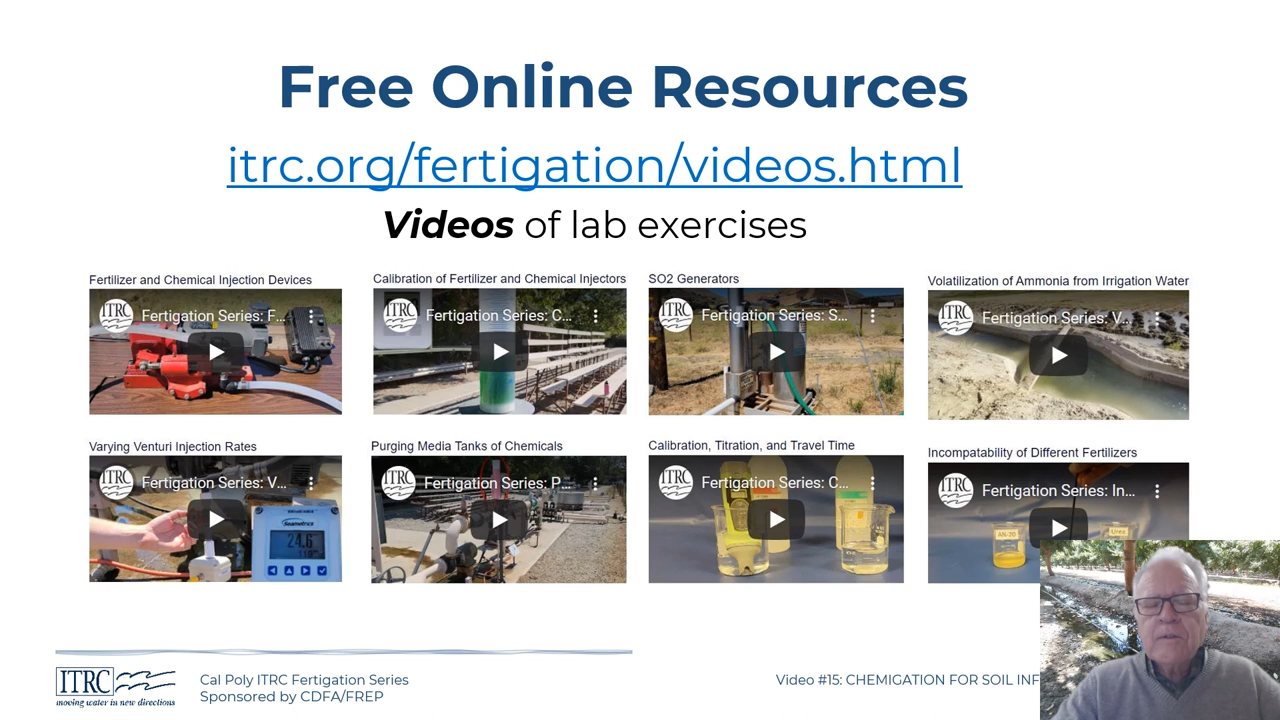 Free Online Resources
itrc.org/fertigation/videos.html
Videos of lab exercises
Fertilizer and Chemical Injection Devices
Calibration of Fertilizer and Chemical Injectors
SO2 Generators
Volatilization of Ammonia from Irrigation Water
ITRC Fertigation Series: F...
ITRC Fertigation Series: C...
ITRC Fertigation Series: S...
ITRC Fertigation Series: V...
Varying Venturi Injection Rates
Purging Media Tanks of Chemicals
Calibration, Titration, and Travel Time
Incompatability of Different Fertilizers
ITRC Fertigation Series: V...
ITRC Fertigation Series: P...
ITRC Fertigation Series: C...
ITRC Fertigation Series: In...
Seametrics
24.6
AN-20
Urea
ITRC
moving water in new directions
Cal Poly ITRC Fertigation Series
Sponsored by CDFA/FREP
Video #15: CHEMIGATION FOR SOIL INF